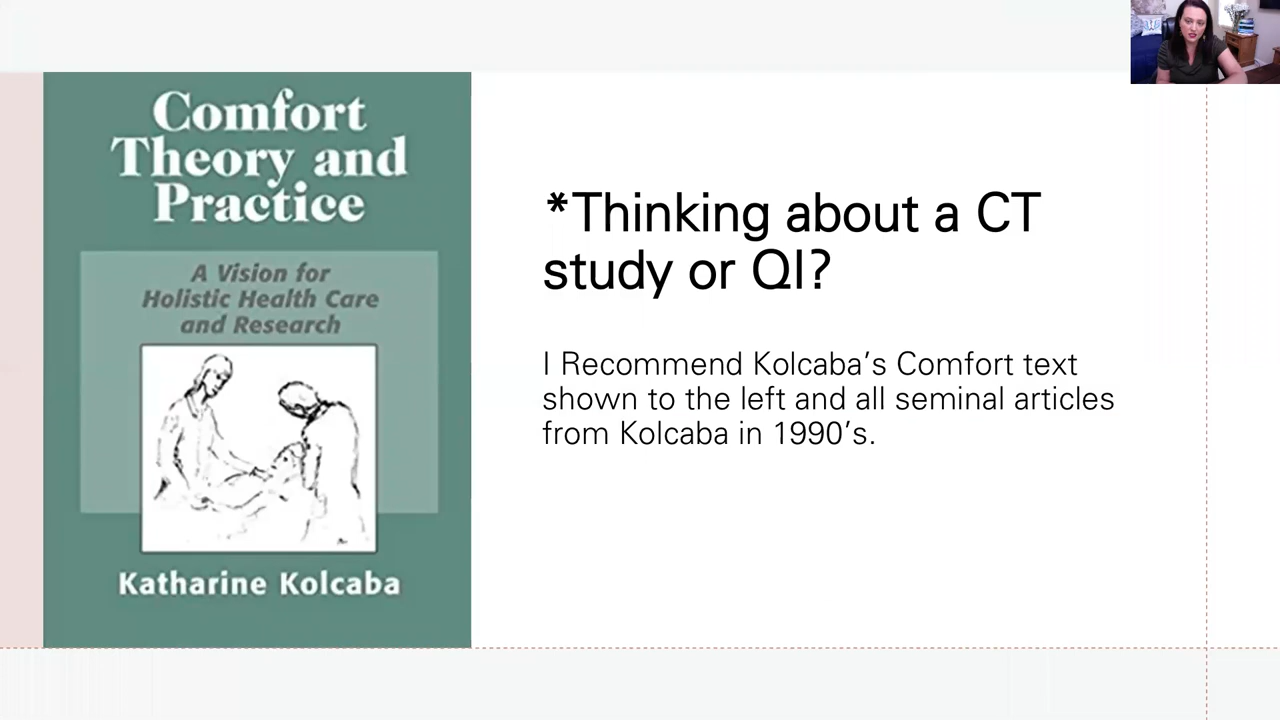 Comfort
Theory and
Practice
A Vision for
Holistic Health Care
and Research
Katharine Kolcaba
*Thinking about a CT
study or QI?
I Recommend Kolcaba’s Comfort text
shown to the left and all seminal articles
from Kolcaba in 1990’s.